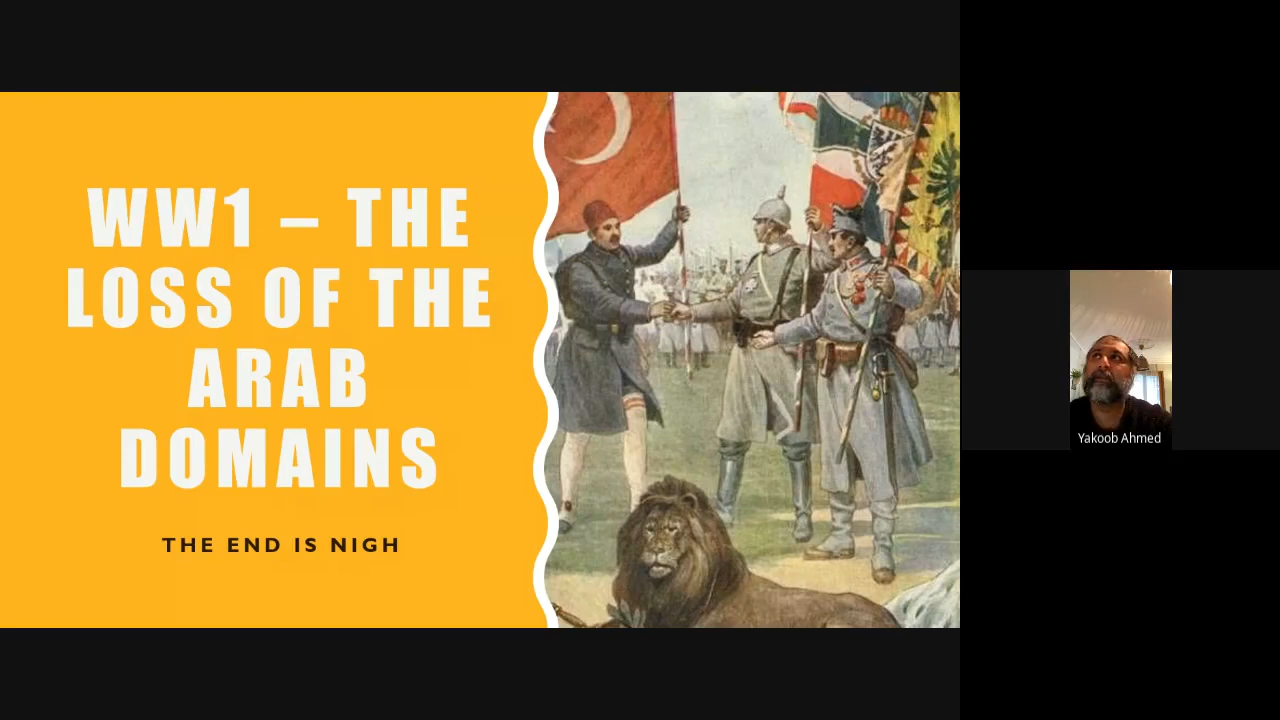 WW1 – THE
LOSS OF THE
ARAB
DOMAINS
THE END IS NIGH
Yakoob Ahmed